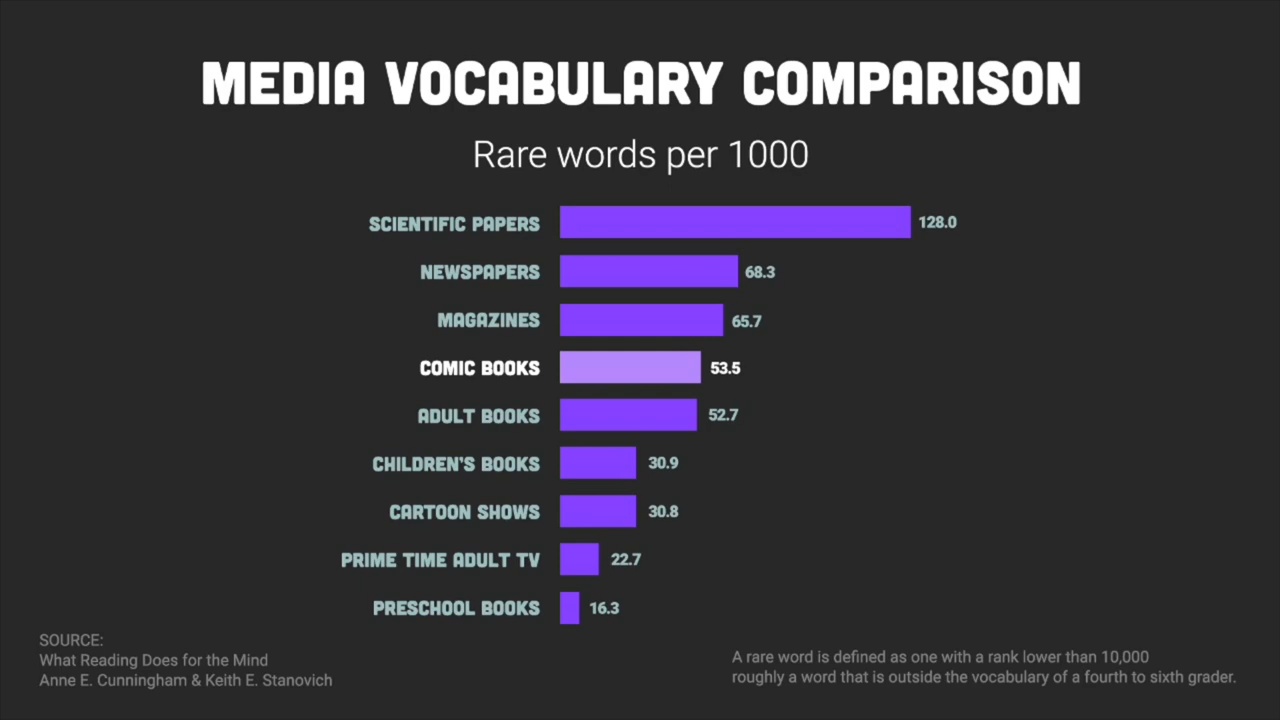 MEDIA VOCABULARY COMPARISON
Rare words per 1000
SCIENTIFIC PAPERS 128.0
NEWSPAPERS 68.3
MAGAZINES 65.7
COMIC BOOKS 53.5
ADULT BOOKS 52.7
CHILDREN'S BOOKS 30.9
CARTOON SHOWS 30.8
PRIME TIME ADULT TV 22.7
PRESCHOOL BOOKS 16.3
SOURCE:
What Reading Does for the Mind
Anne E. Cunningham & Keith E. Stanovich
A rare word is defined as one with a rank lower than 10,000
roughly a word that is outside the vocabulary of a fourth to sixth grader.